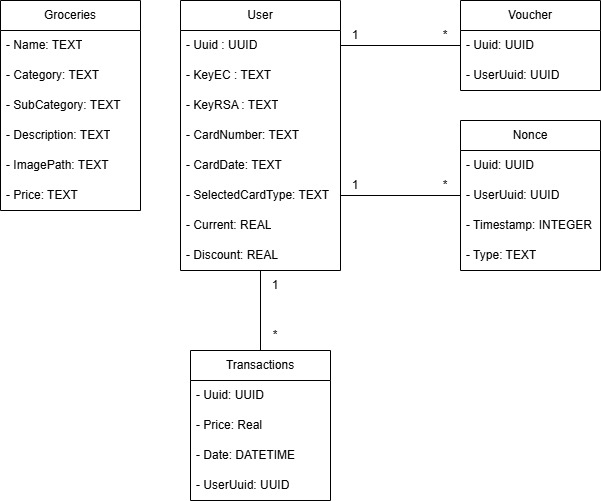 Groceries
- Name: TEXT
- Category: TEXT
- SubCategory: TEXT
- Description: TEXT
- ImagePath: TEXT
- Price: TEXT
User
- Uuid : UUID
- KeyEC : TEXT
- KeyRSA : TEXT
- CardNumber: TEXT
- CardDate: TEXT
- SelectedCardType: TEXT
- Current: REAL
- Discount: REAL
1
*
Voucher
- Uuid: UUID
- UserUuid: UUID
1
*
Nonce
- Uuid: UUID
- UserUuid: UUID
- Timestamp: INTEGER
- Type: TEXT
1
*
Transactions
- Uuid: UUID
- Price: Real
- Date: DATETIME
- UserUuid: UUID